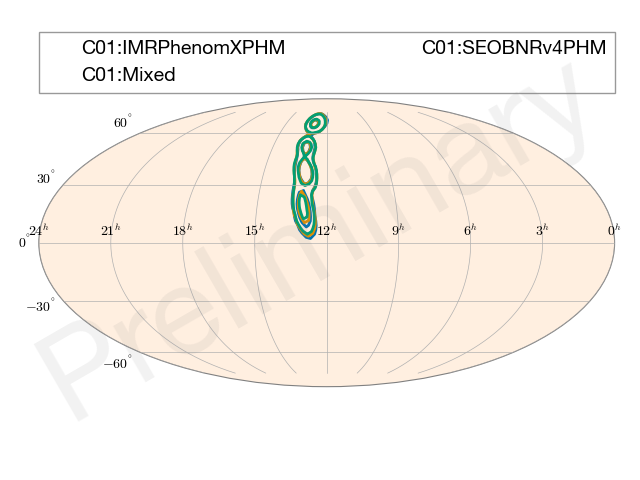 C01:IMRPhenomXPHM C01:SEOBNRv4PHM
C01:Mixed
60°
30°
0° 24h 21h 18h 15h 12h 9h 6h 3h 0h
−30°
−60°
Preliminary